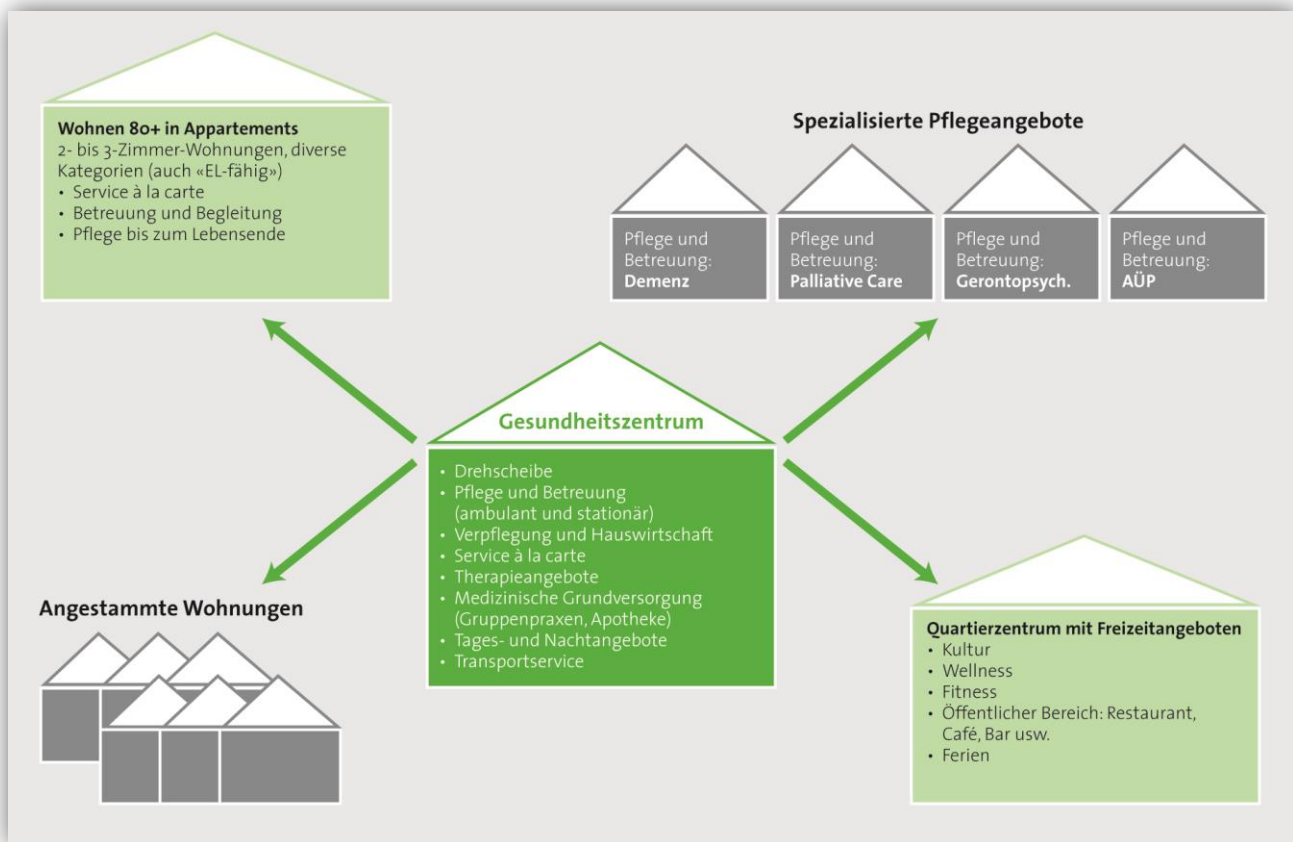 Wohnen 80+ in Appartements
2- bis 3-Zimmer-Wohnungen, diverse
Kategorien (auch «EL-fähig»)
• Service à la carte
• Betreuung und Begleitung
• Pflege bis zum Lebensende
Spezialisierte Pflegeangebote
Pflege und
Betreuung:
Demenz
Pflege und
Betreuung:
Palliative Care
Pflege und
Betreuung:
Gerontopsych.
Pflege und
Betreuung:
AÜP
Gesundheitszentrum
• Drehscheibe
• Pflege und Betreuung
(ambulant und stationär)
• Verpflegung und Hauswirtschaft
• Service à la carte
• Therapieangebote
• Medizinische Grundversorgung
(Gruppenpraxen, Apotheke)
• Tages- und Nachtangebote
• Transportservice
Angestammte Wohnungen
Quartierzentrum mit Freizeitangeboten
• Kultur
• Wellness
• Fitness
• Öffentlicher Bereich: Restaurant,
Café, Bar usw.
• Ferien